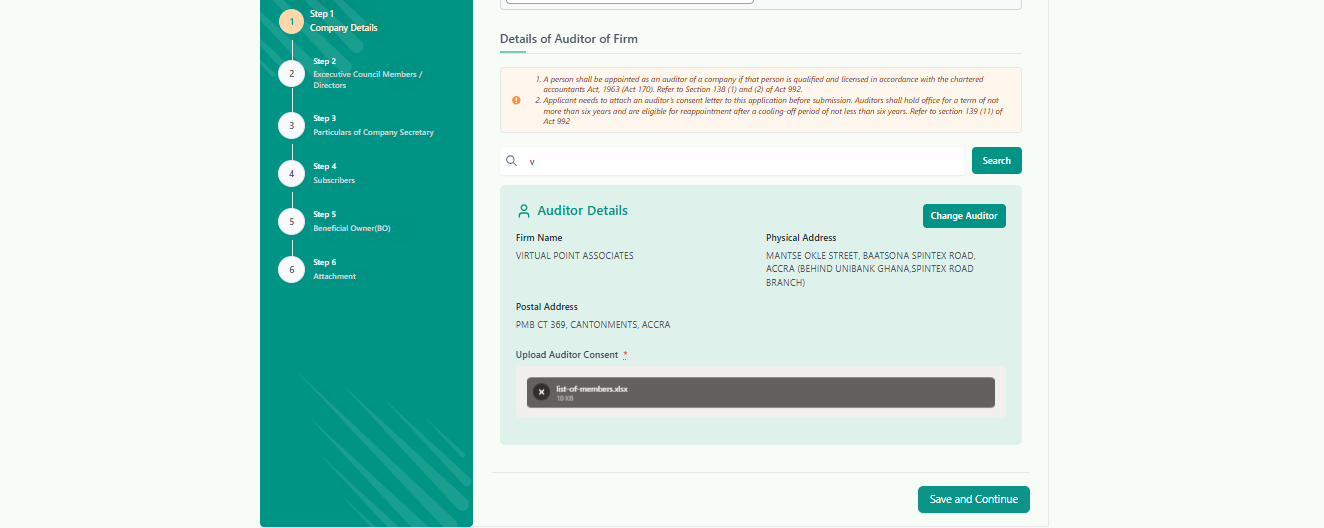 1
Step 1
Company Details
2
Step 2
Excecutive Council Members /
Directors
3
Step 3
Particulars of Company Secretary
4
Step 4
Subscribers
5
Step 5
Beneficial Owner(BO)
6
Step 6
Attachment
Details of Auditor of Firm
1. A person shall be appointed as an auditor of a company if that person is qualified and licensed in accordance with the chartered
accountants Act, 1963 (Act 170). Refer to Section 138 (1) and (2) of Act 992.
2. Applicant needs to attach an auditor's consent letter to this application before submission. Auditors shall hold office for a term of not
more than six years and are eligible for reappointment after a cooling-off period of not less than six years. Refer to section 139 (11) of
Act 992
v
Search
Auditor Details
Change Auditor
Firm Name
VIRTUAL POINT ASSOCIATES
Physical Address
MANTSE OKLE STREET, BAATSONA SPINTEX ROAD,
ACCRA (BEHIND UNIBANK GHANA,SPINTEX ROAD
BRANCH)
Postal Address
PMB CT 369, CANTONMENTS, ACCRA
Upload Auditor Consent *
list-of-members.xlsx
10 KB
Save and Continue